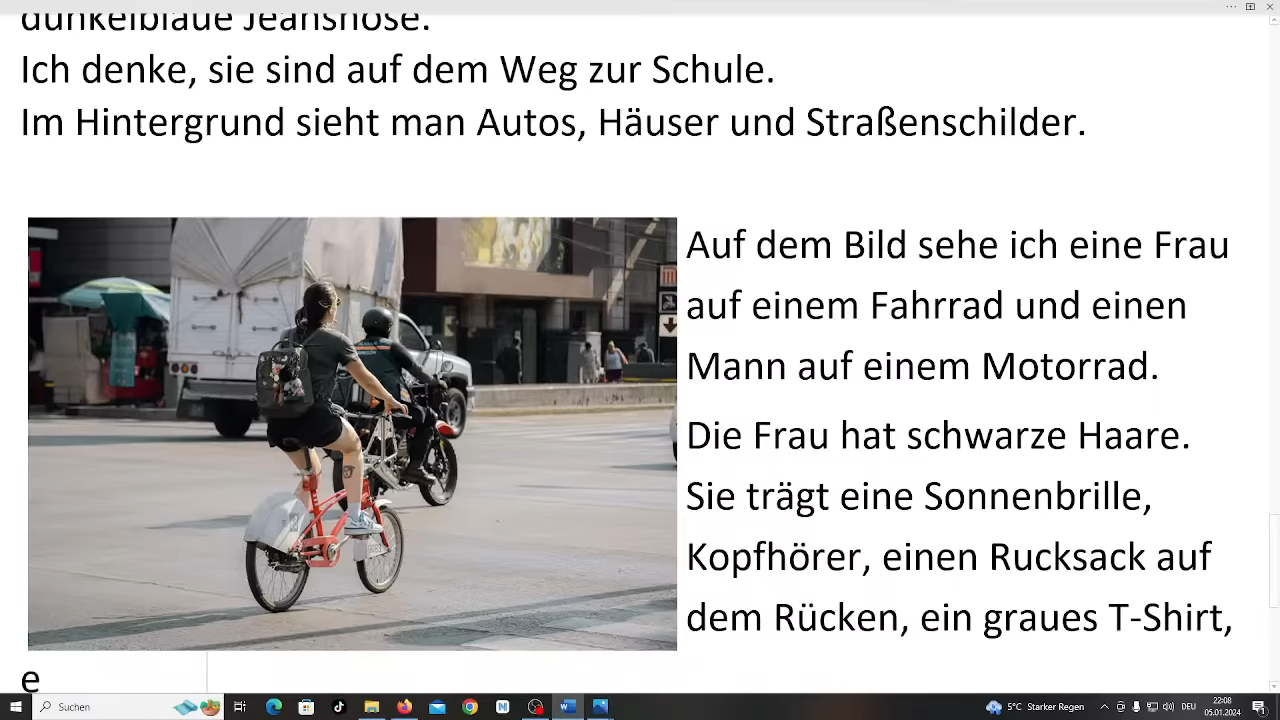 dunkelblaue Jeanshose.
Ich denke, sie sind auf dem Weg zur Schule.
Im Hintergrund sieht man Autos, Häuser und Straßenschilder.
Auf dem Bild sehe ich eine Frau
auf einem Fahrrad und einen
Mann auf einem Motorrad.
Die Frau hat schwarze Haare.
Sie trägt eine Sonnenbrille,
Kopfhörer, einen Rucksack auf
dem Rücken, ein graues T-Shirt,
e
Suchen
5°C Starker Regen
22:08
05.01.2024